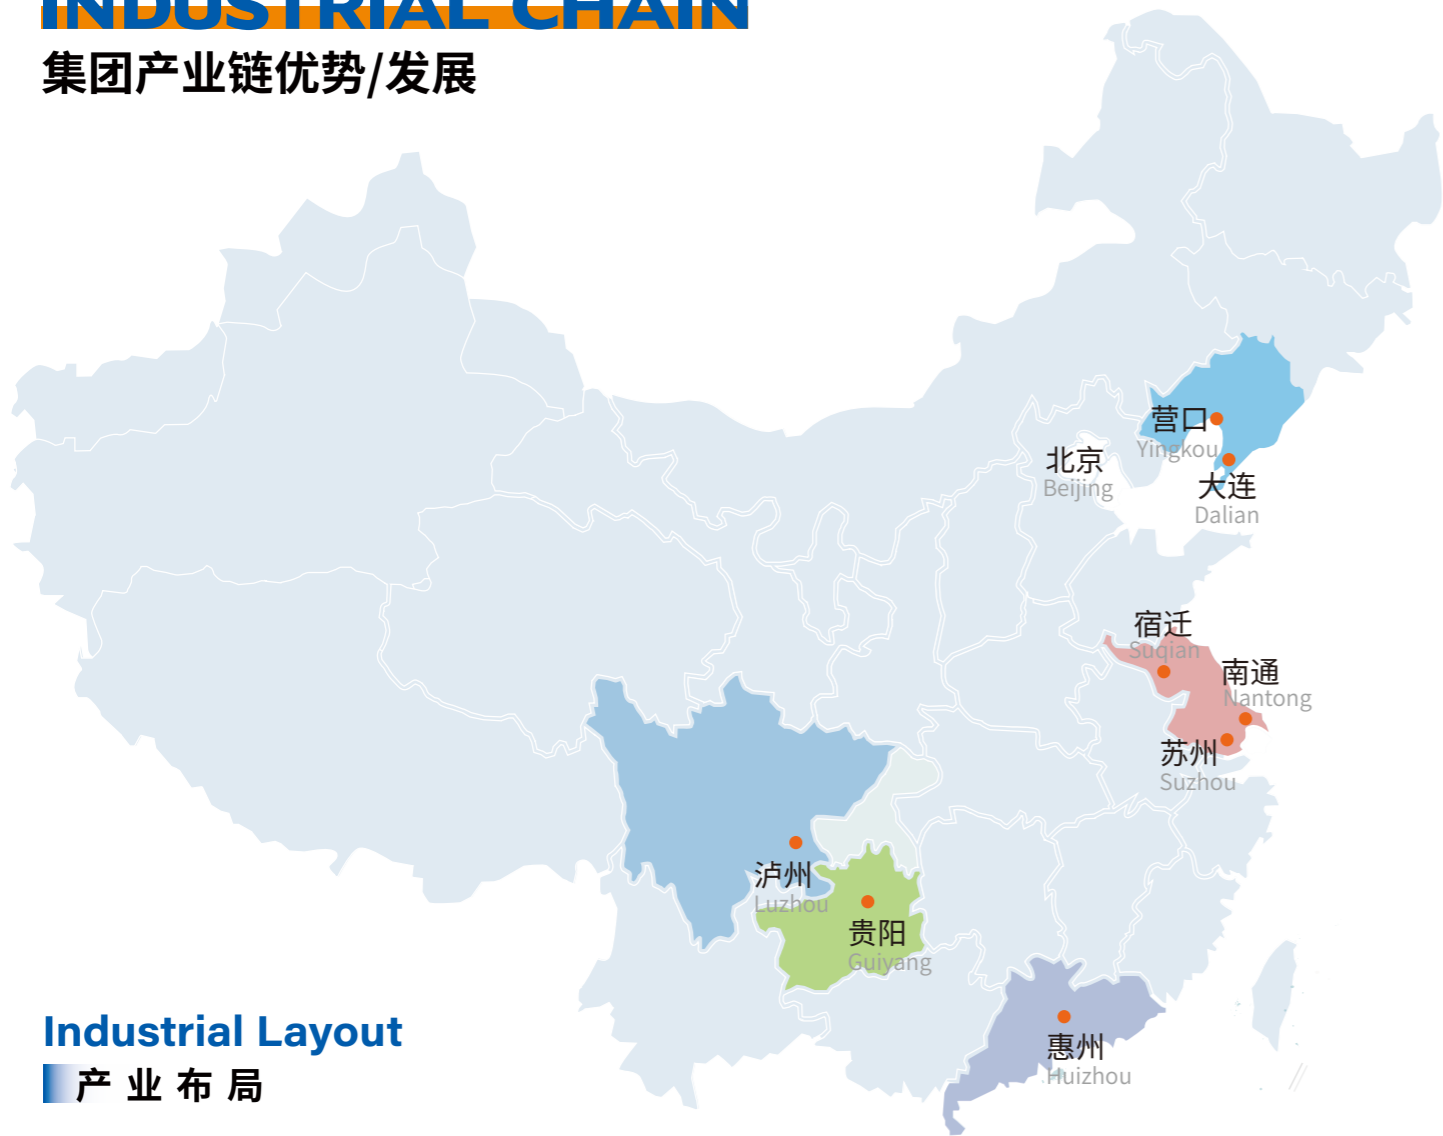 INDUSTRIAL CHAIN
集团产业链优势/发展
营口
Yingkou
北京
Beijing
大连
Dalian
宿迁
Suqian
南通
Nantong
苏州
Suzhou
泸州
Luzhou
贵阳
Guiyang
惠州
Huizhou
Industrial Layout
产业布局